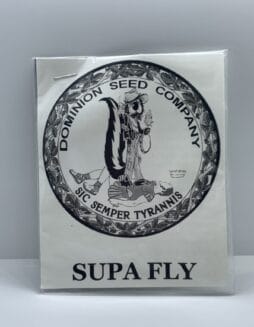 DOMINION SEED COMPANY
SIC SEMPER TYRANNIS
SUPA FLY